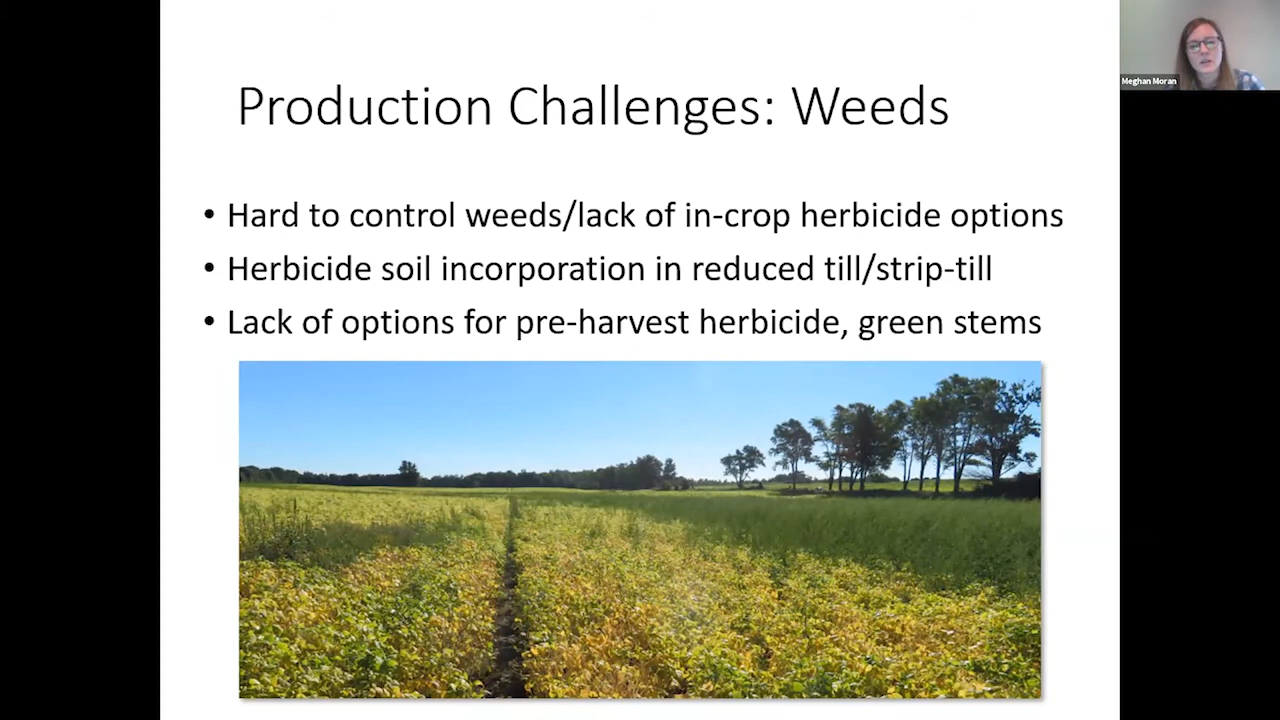 Production Challenges: Weeds
• Hard to control weeds/lack of in-crop herbicide options
• Herbicide soil incorporation in reduced till/strip-till
• Lack of options for pre-harvest herbicide, green stems
Meghan Moran